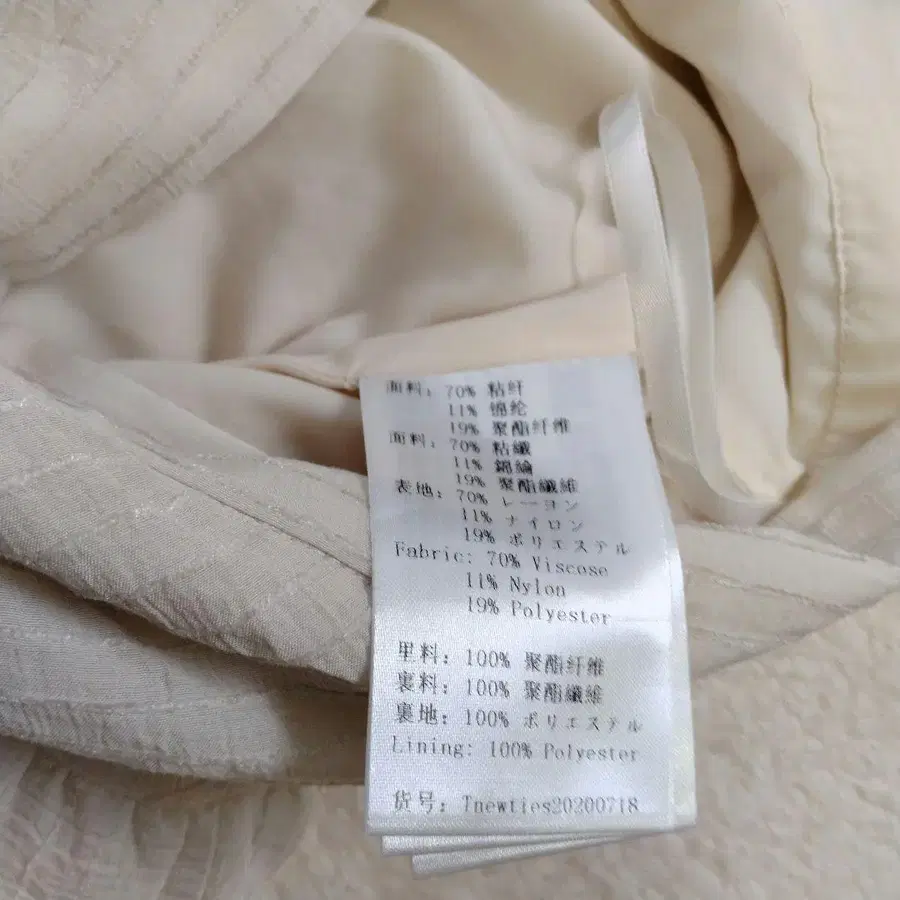 面料: 70% 粘纤
11% 锦纶
19% 聚酯纤维
面料: 70% 粘纖
11% 錦綸
19% 聚酯纖維
表地: 70% レーヨン
11% ナイロン
19% ポリエステル
Fabric: 70% Viscose
11% Nylon
19% Polyester
里料: 100% 聚酯纤维
裏料: 100% 聚酯纖維
裏地: 100% ポリエステル
Lining: 100% Polyester
货号: Tnewties20200718